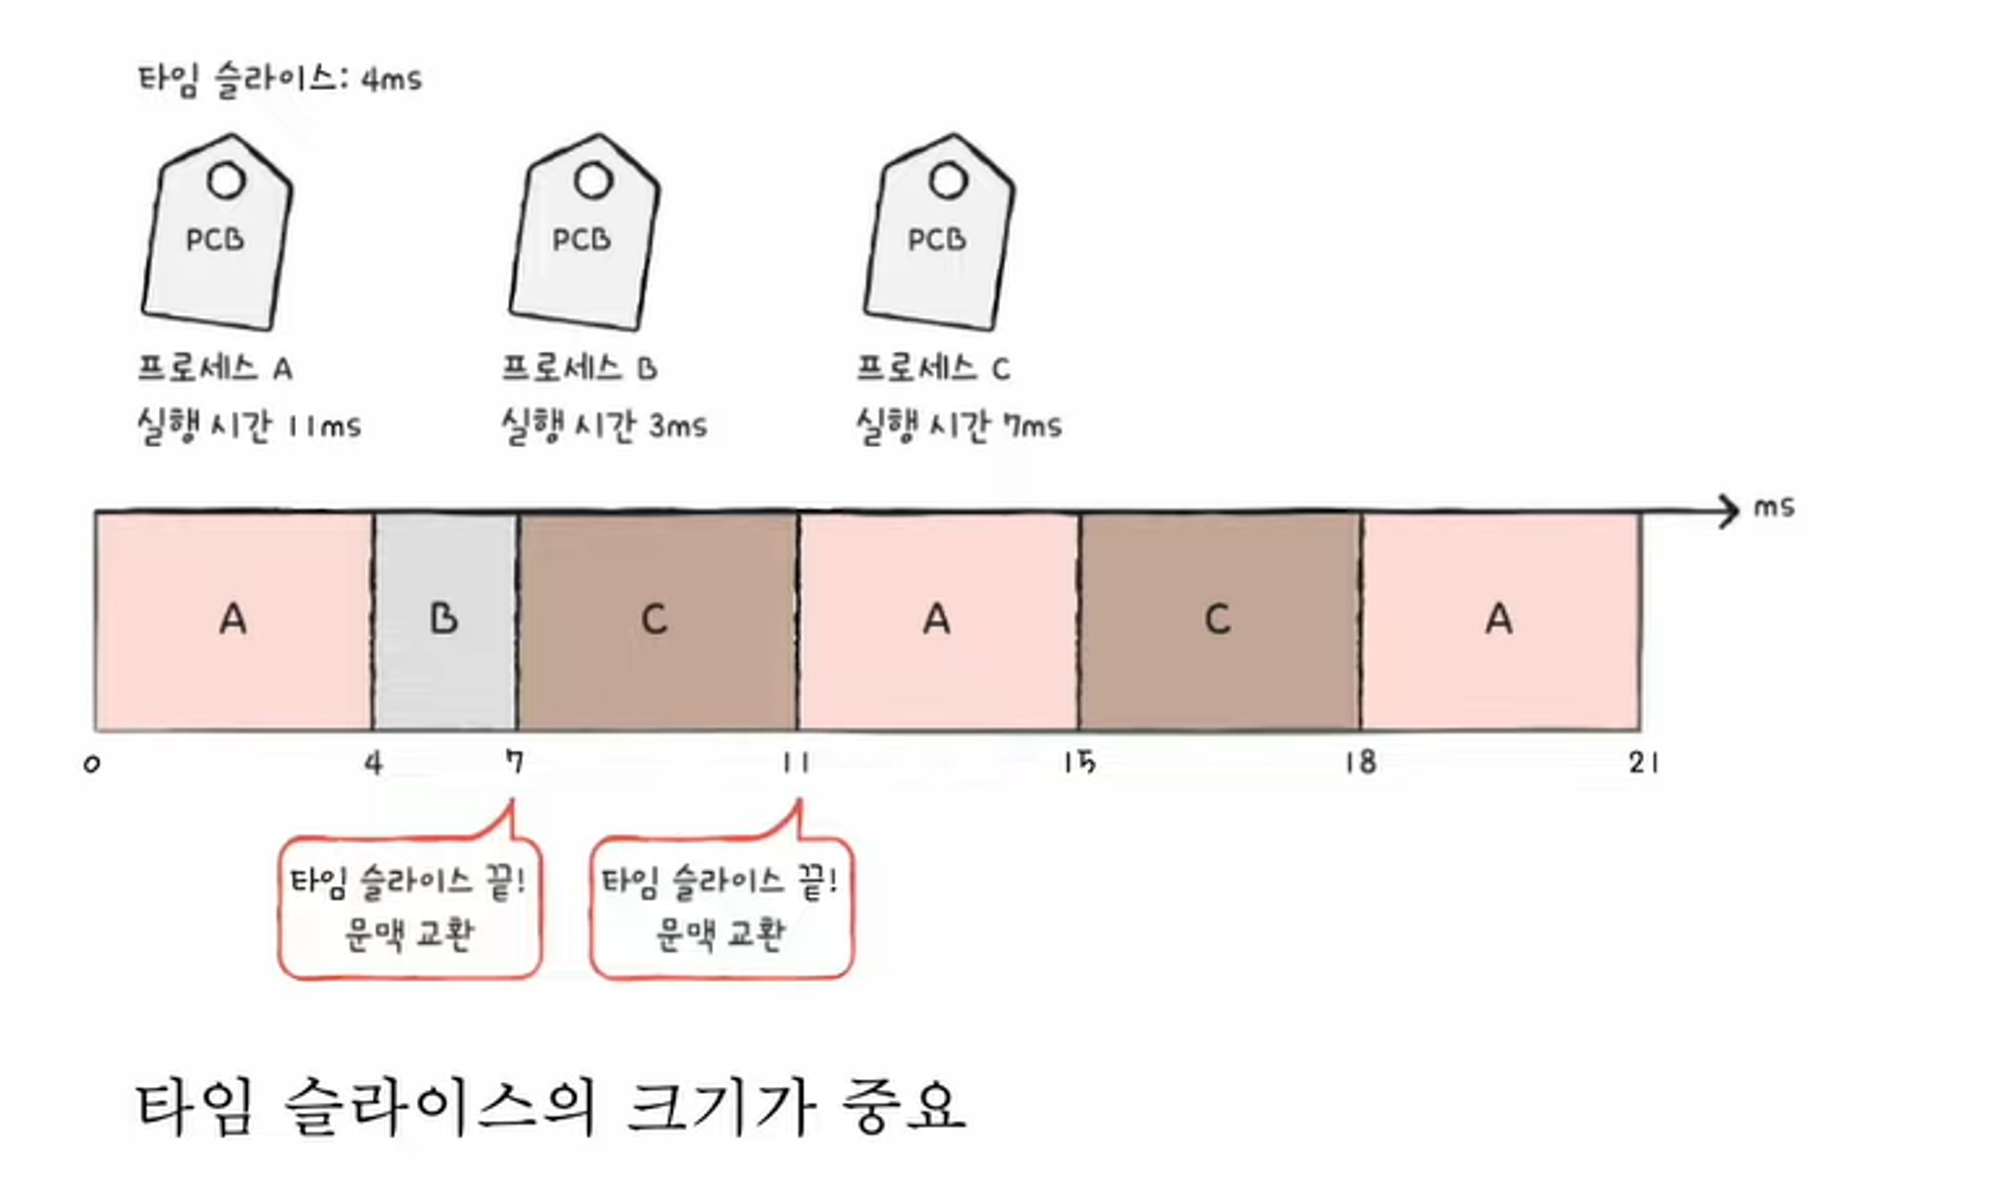 타임 슬라이스: 4ms
PCB
PCB
PCB
프로세스 A
실행 시간 11ms
프로세스 B
실행 시간 3ms
프로세스 C
실행 시간 7ms
ms
A
B
C
A
C
A
0
4
7
11
15
18
21
타임 슬라이스 끝!
문맥 교환
타임 슬라이스 끝!
문맥 교환
타임 슬라이스의 크기가 중요